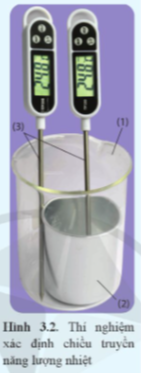 (3)
(1)
(2)
Hình 3.2. Thí nghiệm
xác định chiều truyền
năng lượng nhiệt